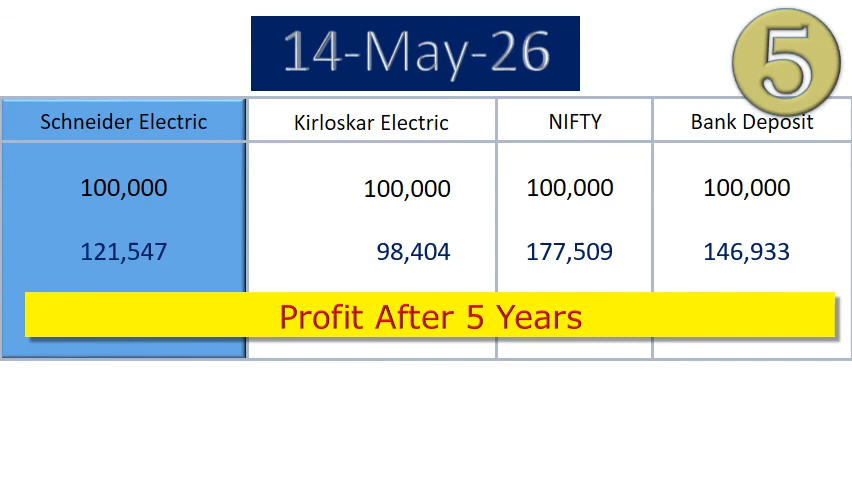 14-May-26
5
Schneider Electric Kirloskar Electric NIFTY Bank Deposit
100,000 100,000 100,000 100,000
121,547 98,404 177,509 146,933
Profit After 5 Years